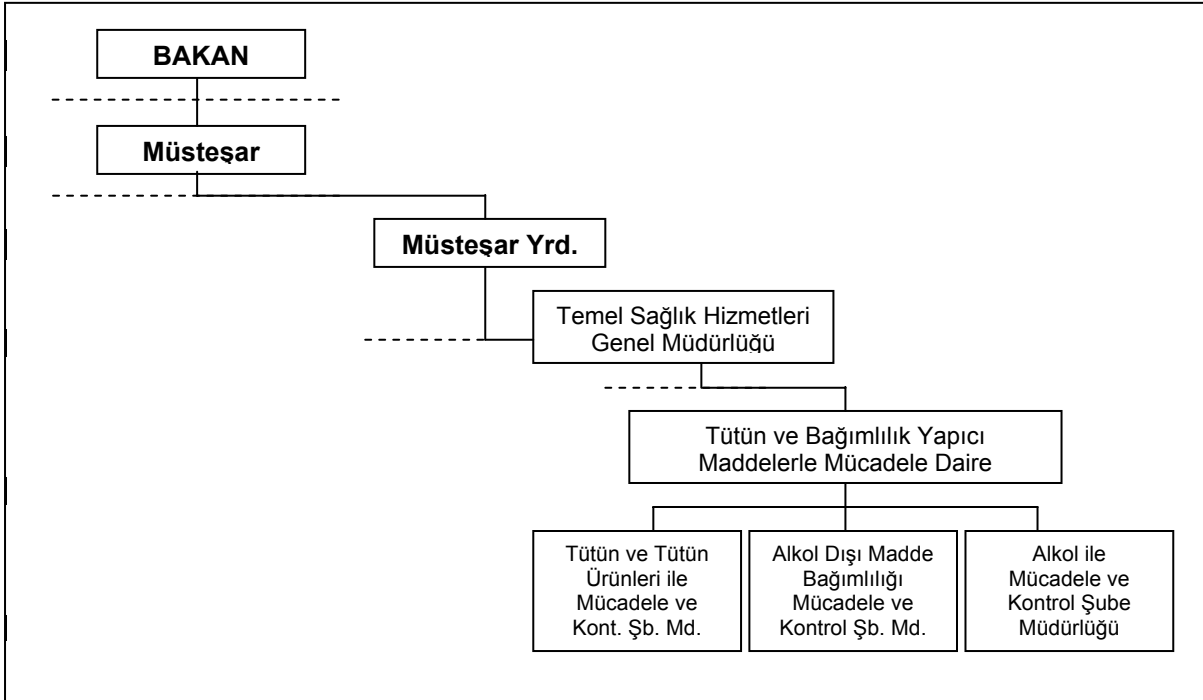 BAKAN
Müsteşar
Müsteşar Yrd.
Temel Sağlık Hizmetleri
Genel Müdürlüğü
Tütün ve Bağımlılık Yapıcı
Maddelerle Mücadele Daire
Tütün ve Tütün
Ürünleri ile
Mücadele ve
Kont. Şb. Md.
Alkol Dışı Madde
Bağımlılığı
Mücadele ve
Kontrol Şb. Md.
Alkol ile
Mücadele ve
Kontrol Şube
Müdürlüğü